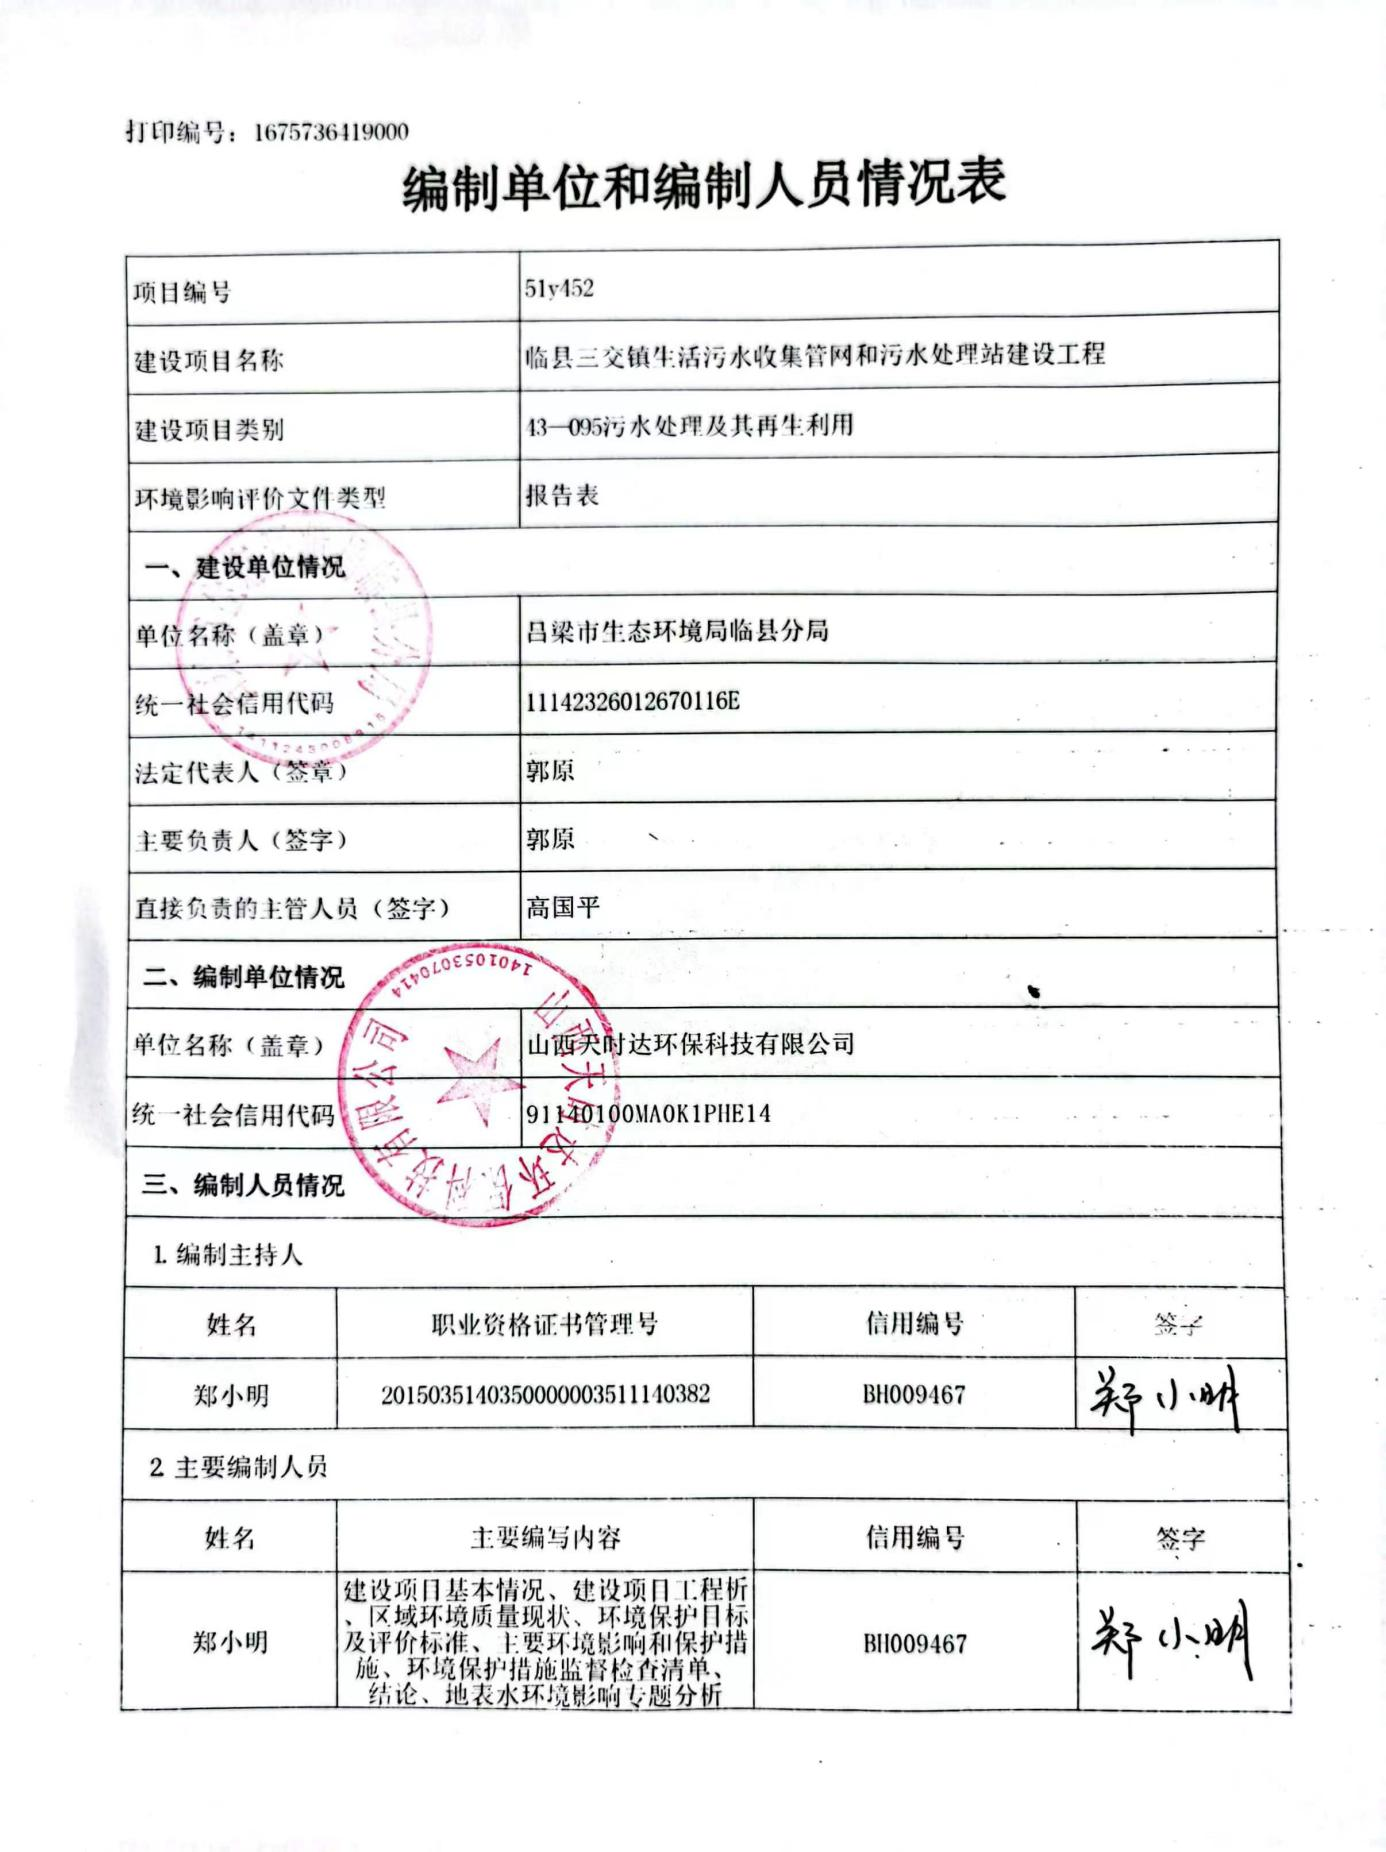 打印编号：1675736419000
编制单位和编制人员情况表
项目编号 51y452
建设项目名称 临县三交镇生活污水收集管网和污水处理站建设工程
建设项目类别 43—095污水处理及其再生利用
环境影响评价文件类型 报告表
一、建设单位情况
单位名称（盖章） 吕梁市生态环境局临县分局
统一社会信用代码 11142326012670116E
法定代表人（签章） 郭原
主要负责人（签字） 郭原
直接负责的主管人员（签字） 高国平
二、编制单位情况
1401053070414
单位名称（盖章） 山西天时达环保科技有限公司
统一社会信用代码 91140100MA0K1PHE14
山西天时达环保科技有限公司
三、编制人员情况
1. 编制主持人
姓名 职业资格证书管理号 信用编号 签字
郑小明 2015035140350000003511140382 BH009467 郑小明
2. 主要编制人员
姓名 主要编写内容 信用编号 签字
建设项目基本情况、建设项目工程析
、区域环境质量现状、环境保护目标
郑小明 及评价标准、主要环境影响和保护措 BH009467 郑小明
施、环境保护措施监督检查清单、
结论、地表水环境影响专题分析